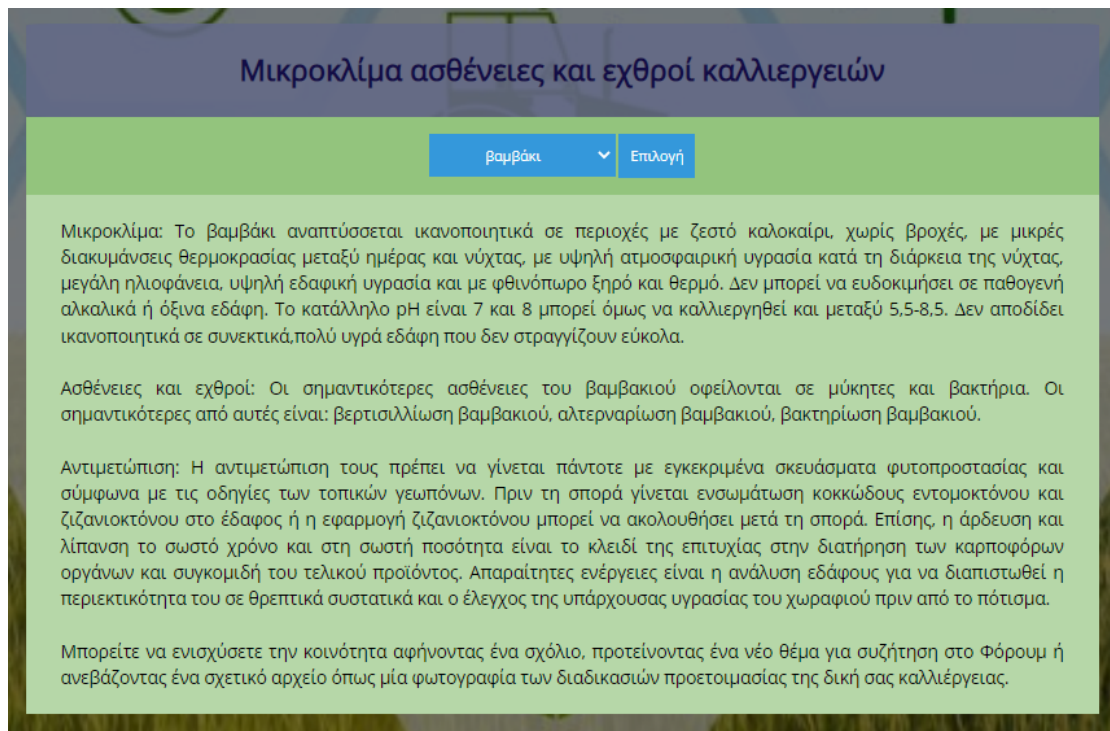 Μικροκλίμα ασθένειες και εχθροί καλλιεργειών
βαμβάκι
Επιλογή
Μικροκλίμα: Το βαμβάκι αναπτύσσεται ικανοποιητικά σε περιοχές με ζεστό καλοκαίρι, χωρίς βροχές, με μικρές
διακυμάνσεις θερμοκρασίας μεταξύ ημέρας και νύχτας, με υψηλή ατμοσφαιρική υγρασία κατά τη διάρκεια της νύχτας,
μεγάλη ηλιοφάνεια, υψηλή εδαφική υγρασία και με φθινόπωρο ξηρό και θερμό. Δεν μπορεί να ευδοκιμήσει σε παθογενή
αλκαλικά ή όξινα εδάφη. Το κατάλληλο pH είναι 7 και 8 μπορεί όμως να καλλιεργηθεί και μεταξύ 5,5-8,5. Δεν αποδίδει
ικανοποιητικά σε συνεκτικά,πολύ υγρά εδάφη που δεν στραγγίζουν εύκολα.
Ασθένειες και εχθροί: Οι σημαντικότερες ασθένειες του βαμβακιού οφείλονται σε μύκητες και βακτήρια. Οι
σημαντικότερες από αυτές είναι: βερτισιλλίωση βαμβακιού, αλτερναρίωση βαμβακιού, βακτηρίωση βαμβακιού.
Αντιμετώπιση: Η αντιμετώπιση τους πρέπει να γίνεται πάντοτε με εγκεκριμένα σκευάσματα φυτοπροστασίας και
σύμφωνα με τις οδηγίες των τοπικών γεωπόνων. Πριν τη σπορά γίνεται ενσωμάτωση κοκκώδους εντομοκτόνου και
ζιζανιοκτόνου στο έδαφος ή η εφαρμογή ζιζανιοκτόνου μπορεί να ακολουθήσει μετά τη σπορά. Επίσης, η άρδευση και
λίπανση το σωστό χρόνο και στη σωστή ποσότητα είναι το κλειδί της επιτυχίας στην διατήρηση των καρποφόρων
οργάνων και συγκομιδή του τελικού προϊόντος. Απαραίτητες ενέργειες είναι η ανάλυση εδάφους για να διαπιστωθεί η
περιεκτικότητα του σε θρεπτικά συστατικά και ο έλεγχος της υπάρχουσας υγρασίας του χωραφιού πριν από το πότισμα.
Μπορείτε να ενισχύσετε την κοινότητα αφήνοντας ένα σχόλιο, προτείνοντας ένα νέο θέμα για συζήτηση στο Φόρουμ ή
ανεβάζοντας ένα σχετικό αρχείο όπως μία φωτογραφία των διαδικασιών προετοιμασίας της δική σας καλλιέργειας.